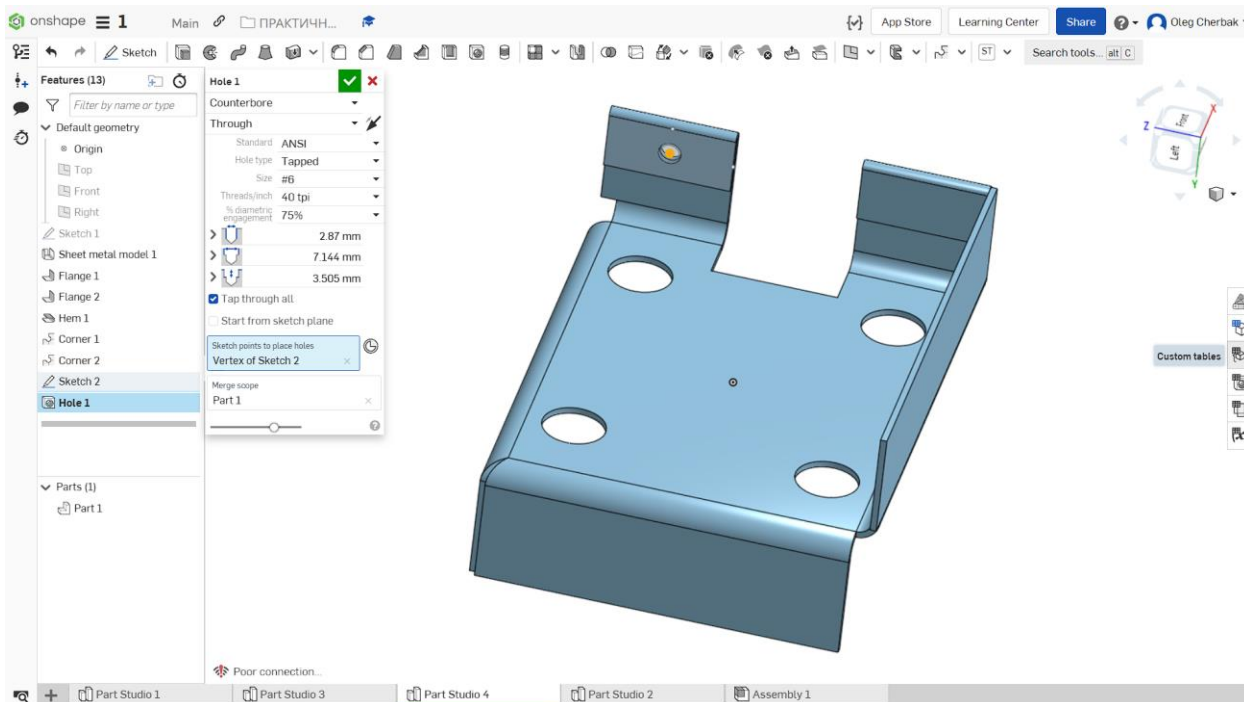 onshape 1 Main ПРАКТИЧН... App Store Learning Center Share Oleg Cherbak
Sketch ST Search tools... alt C
Features (13)
Filter by name or type
Default geometry
Origin
Top
Front
Right
Sketch 1
Sheet metal model 1
Flange 1
Flange 2
Hem 1
Corner 1
Corner 2
Sketch 2
Hole 1
Parts (1)
Part 1
Hole 1
Counterbore
Through
Standard ANSI
Hole type Tapped
Size #6
Threads/inch 40 tpi
% diametric engagement 75%
2.87 mm
7.144 mm
3.505 mm
Tap through all
Start from sketch plane
Sketch points to place holes
Vertex of Sketch 2
Merge scope
Part 1
Z
Front
X
Left
Y
Custom tables
Poor connection...
Part Studio 1 Part Studio 3 Part Studio 4 Part Studio 2 Assembly 1